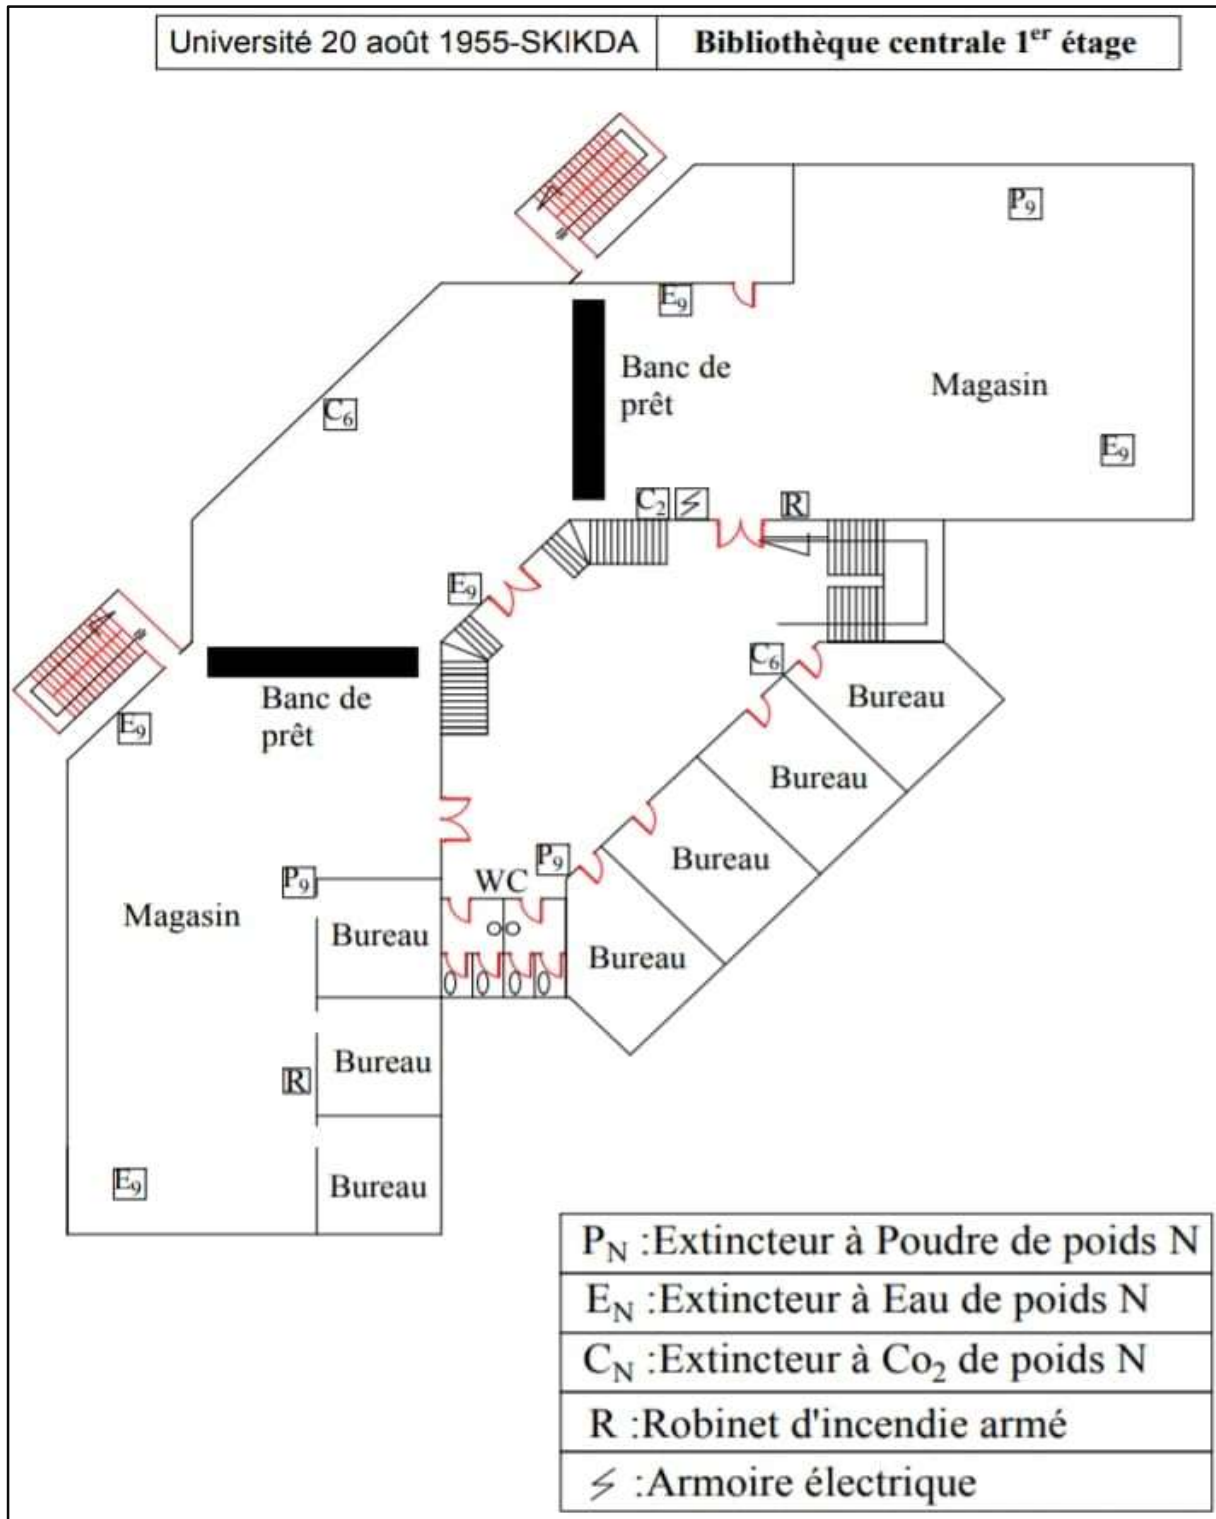 Université 20 août 1955-SKIKDA
Bibliothèque centrale 1er étage
P9
E9
Banc de
prêt
Magasin
C6
E9
C2
R
E9
C6
Bureau
Banc de
prêt
E9
Bureau
P9
Bureau
P9
WC
Magasin
Bureau
Bureau
R
Bureau
E9
Bureau
PN :Extincteur à Poudre de poids N
EN :Extincteur à Eau de poids N
CN :Extincteur à Co2 de poids N
R :Robinet d'incendie armé
:Armoire électrique